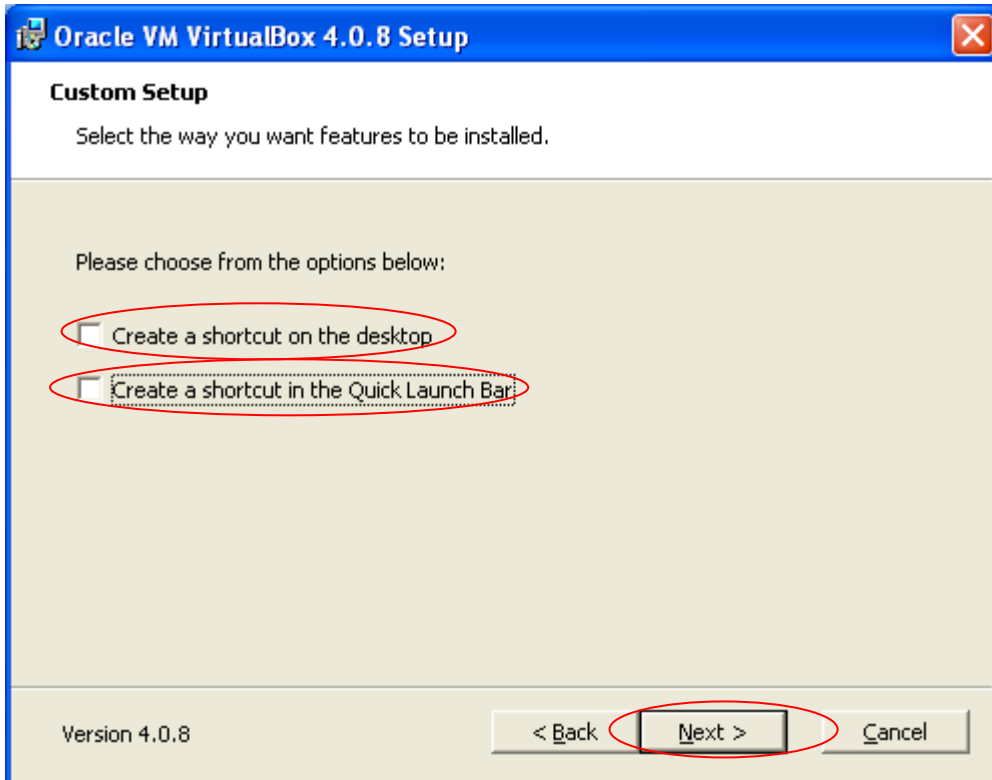 Oracle VM VirtualBox 4.0.8 Setup
Custom Setup
Select the way you want features to be installed.
Please choose from the options below:
Create a shortcut on the desktop
Create a shortcut in the Quick Launch Bar
Version 4.0.8
< Back
Next >
Cancel